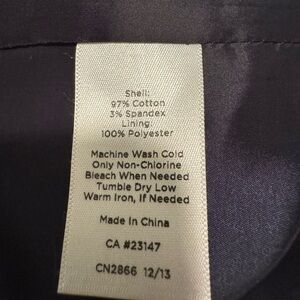 Shell:
97% Cotton
3% Spandex
Lining:
100% Polyester
Machine Wash Cold
Only Non-Chlorine
Bleach When Needed
Tumble Dry Low
Warm Iron, If Needed
Made In China
CA #23147
CN2866 12/13